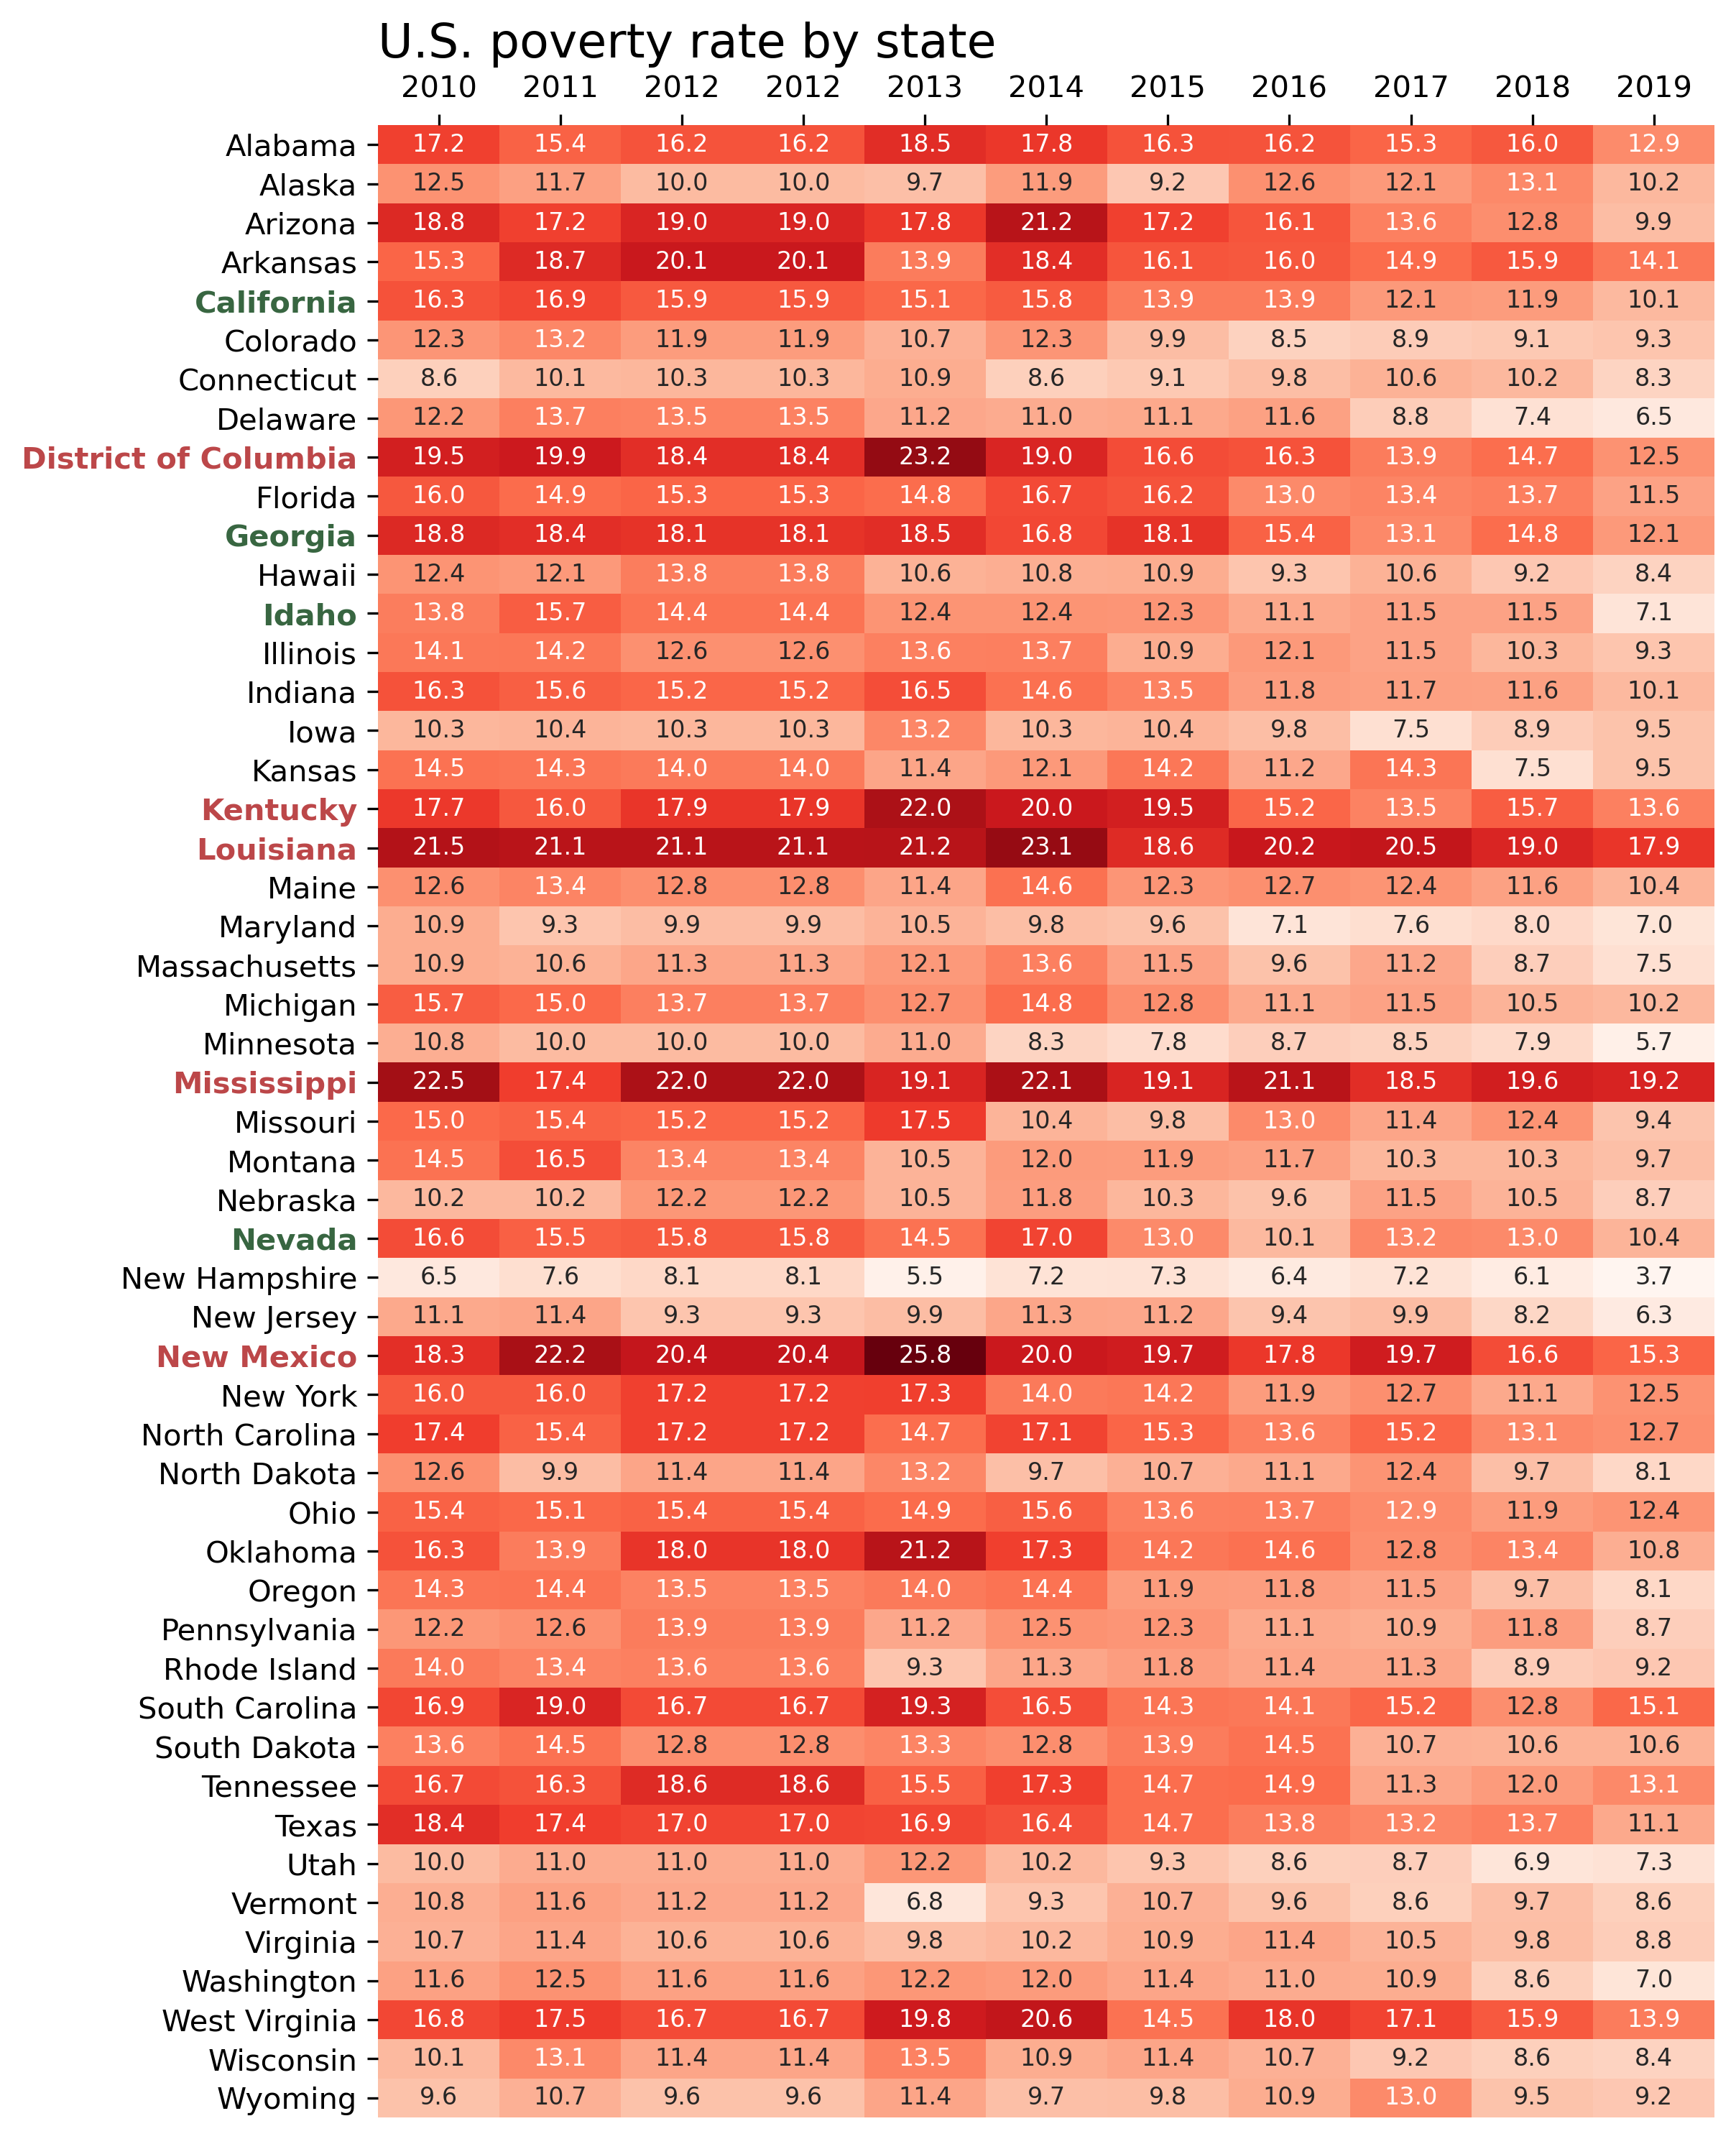 U.S. poverty rate by state
2010 2011 2012 2012 2013 2014 2015 2016 2017 2018 2019
Alabama 17.2 15.4 16.2 16.2 18.5 17.8 16.3 16.2 15.3 16.0 12.9
Alaska 12.5 11.7 10.0 10.0 9.7 11.9 9.2 12.6 12.1 13.1 10.2
Arizona 18.8 17.2 19.0 19.0 17.8 21.2 17.2 16.1 13.6 12.8 9.9
Arkansas 15.3 18.7 20.1 20.1 13.9 18.4 16.1 16.0 14.9 15.9 14.1
California 16.3 16.9 15.9 15.9 15.1 15.8 13.9 13.9 12.1 11.9 10.1
Colorado 12.3 13.2 11.9 11.9 10.7 12.3 9.9 8.5 8.9 9.1 9.3
Connecticut 8.6 10.1 10.3 10.3 10.9 8.6 9.1 9.8 10.6 10.2 8.3
Delaware 12.2 13.7 13.5 13.5 11.2 11.0 11.1 11.6 8.8 7.4 6.5
District of Columbia 19.5 19.9 18.4 18.4 23.2 19.0 16.6 16.3 13.9 14.7 12.5
Florida 16.0 14.9 15.3 15.3 14.8 16.7 16.2 13.0 13.4 13.7 11.5
Georgia 18.8 18.4 18.1 18.1 18.5 16.8 18.1 15.4 13.1 14.8 12.1
Hawaii 12.4 12.1 13.8 13.8 10.6 10.8 10.9 9.3 10.6 9.2 8.4
Idaho 13.8 15.7 14.4 14.4 12.4 12.4 12.3 11.1 11.5 11.5 7.1
Illinois 14.1 14.2 12.6 12.6 13.6 13.7 10.9 12.1 11.5 10.3 9.3
Indiana 16.3 15.6 15.2 15.2 16.5 14.6 13.5 11.8 11.7 11.6 10.1
Iowa 10.3 10.4 10.3 10.3 13.2 10.3 10.4 9.8 7.5 8.9 9.5
Kansas 14.5 14.3 14.0 14.0 11.4 12.1 14.2 11.2 14.3 7.5 9.5
Kentucky 17.7 16.0 17.9 17.9 22.0 20.0 19.5 15.2 13.5 15.7 13.6
Louisiana 21.5 21.1 21.1 21.1 21.2 23.1 18.6 20.2 20.5 19.0 17.9
Maine 12.6 13.4 12.8 12.8 11.4 14.6 12.3 12.7 12.4 11.6 10.4
Maryland 10.9 9.3 9.9 9.9 10.5 9.8 9.6 7.1 7.6 8.0 7.0
Massachusetts 10.9 10.6 11.3 11.3 12.1 13.6 11.5 9.6 11.2 8.7 7.5
Michigan 15.7 15.0 13.7 13.7 12.7 14.8 12.8 11.1 11.5 10.5 10.2
Minnesota 10.8 10.0 10.0 10.0 11.0 8.3 7.8 8.7 8.5 7.9 5.7
Mississippi 22.5 17.4 22.0 22.0 19.1 22.1 19.1 21.1 18.5 19.6 19.2
Missouri 15.0 15.4 15.2 15.2 17.5 10.4 9.8 13.0 11.4 12.4 9.4
Montana 14.5 16.5 13.4 13.4 10.5 12.0 11.9 11.7 10.3 10.3 9.7
Nebraska 10.2 10.2 12.2 12.2 10.5 11.8 10.3 9.6 11.5 10.5 8.7
Nevada 16.6 15.5 15.8 15.8 14.5 17.0 13.0 10.1 13.2 13.0 10.4
New Hampshire 6.5 7.6 8.1 8.1 5.5 7.2 7.3 6.4 7.2 6.1 3.7
New Jersey 11.1 11.4 9.3 9.3 9.9 11.3 11.2 9.4 9.9 8.2 6.3
New Mexico 18.3 22.2 20.4 20.4 25.8 20.0 19.7 17.8 19.7 16.6 15.3
New York 16.0 16.0 17.2 17.2 17.3 14.0 14.2 11.9 12.7 11.1 12.5
North Carolina 17.4 15.4 17.2 17.2 14.7 17.1 15.3 13.6 15.2 13.1 12.7
North Dakota 12.6 9.9 11.4 11.4 13.2 9.7 10.7 11.1 12.4 9.7 8.1
Ohio 15.4 15.1 15.4 15.4 14.9 15.6 13.6 13.7 12.9 11.9 12.4
Oklahoma 16.3 13.9 18.0 18.0 21.2 17.3 14.2 14.6 12.8 13.4 10.8
Oregon 14.3 14.4 13.5 13.5 14.0 14.4 11.9 11.8 11.5 9.7 8.1
Pennsylvania 12.2 12.6 13.9 13.9 11.2 12.5 12.3 11.1 10.9 11.8 8.7
Rhode Island 14.0 13.4 13.6 13.6 9.3 11.3 11.8 11.4 11.3 8.9 9.2
South Carolina 16.9 19.0 16.7 16.7 19.3 16.5 14.3 14.1 15.2 12.8 15.1
South Dakota 13.6 14.5 12.8 12.8 13.3 12.8 13.9 14.5 10.7 10.6 10.6
Tennessee 16.7 16.3 18.6 18.6 15.5 17.3 14.7 14.9 11.3 12.0 13.1
Texas 18.4 17.4 17.0 17.0 16.9 16.4 14.7 13.8 13.2 13.7 11.1
Utah 10.0 11.0 11.0 11.0 12.2 10.2 9.3 8.6 8.7 6.9 7.3
Vermont 10.8 11.6 11.2 11.2 6.8 9.3 10.7 9.6 8.6 9.7 8.6
Virginia 10.7 11.4 10.6 10.6 9.8 10.2 10.9 11.4 10.5 9.8 8.8
Washington 11.6 12.5 11.6 11.6 12.2 12.0 11.4 11.0 10.9 8.6 7.0
West Virginia 16.8 17.5 16.7 16.7 19.8 20.6 14.5 18.0 17.1 15.9 13.9
Wisconsin 10.1 13.1 11.4 11.4 13.5 10.9 11.4 10.7 9.2 8.6 8.4
Wyoming 9.6 10.7 9.6 9.6 11.4 9.7 9.8 10.9 13.0 9.5 9.2